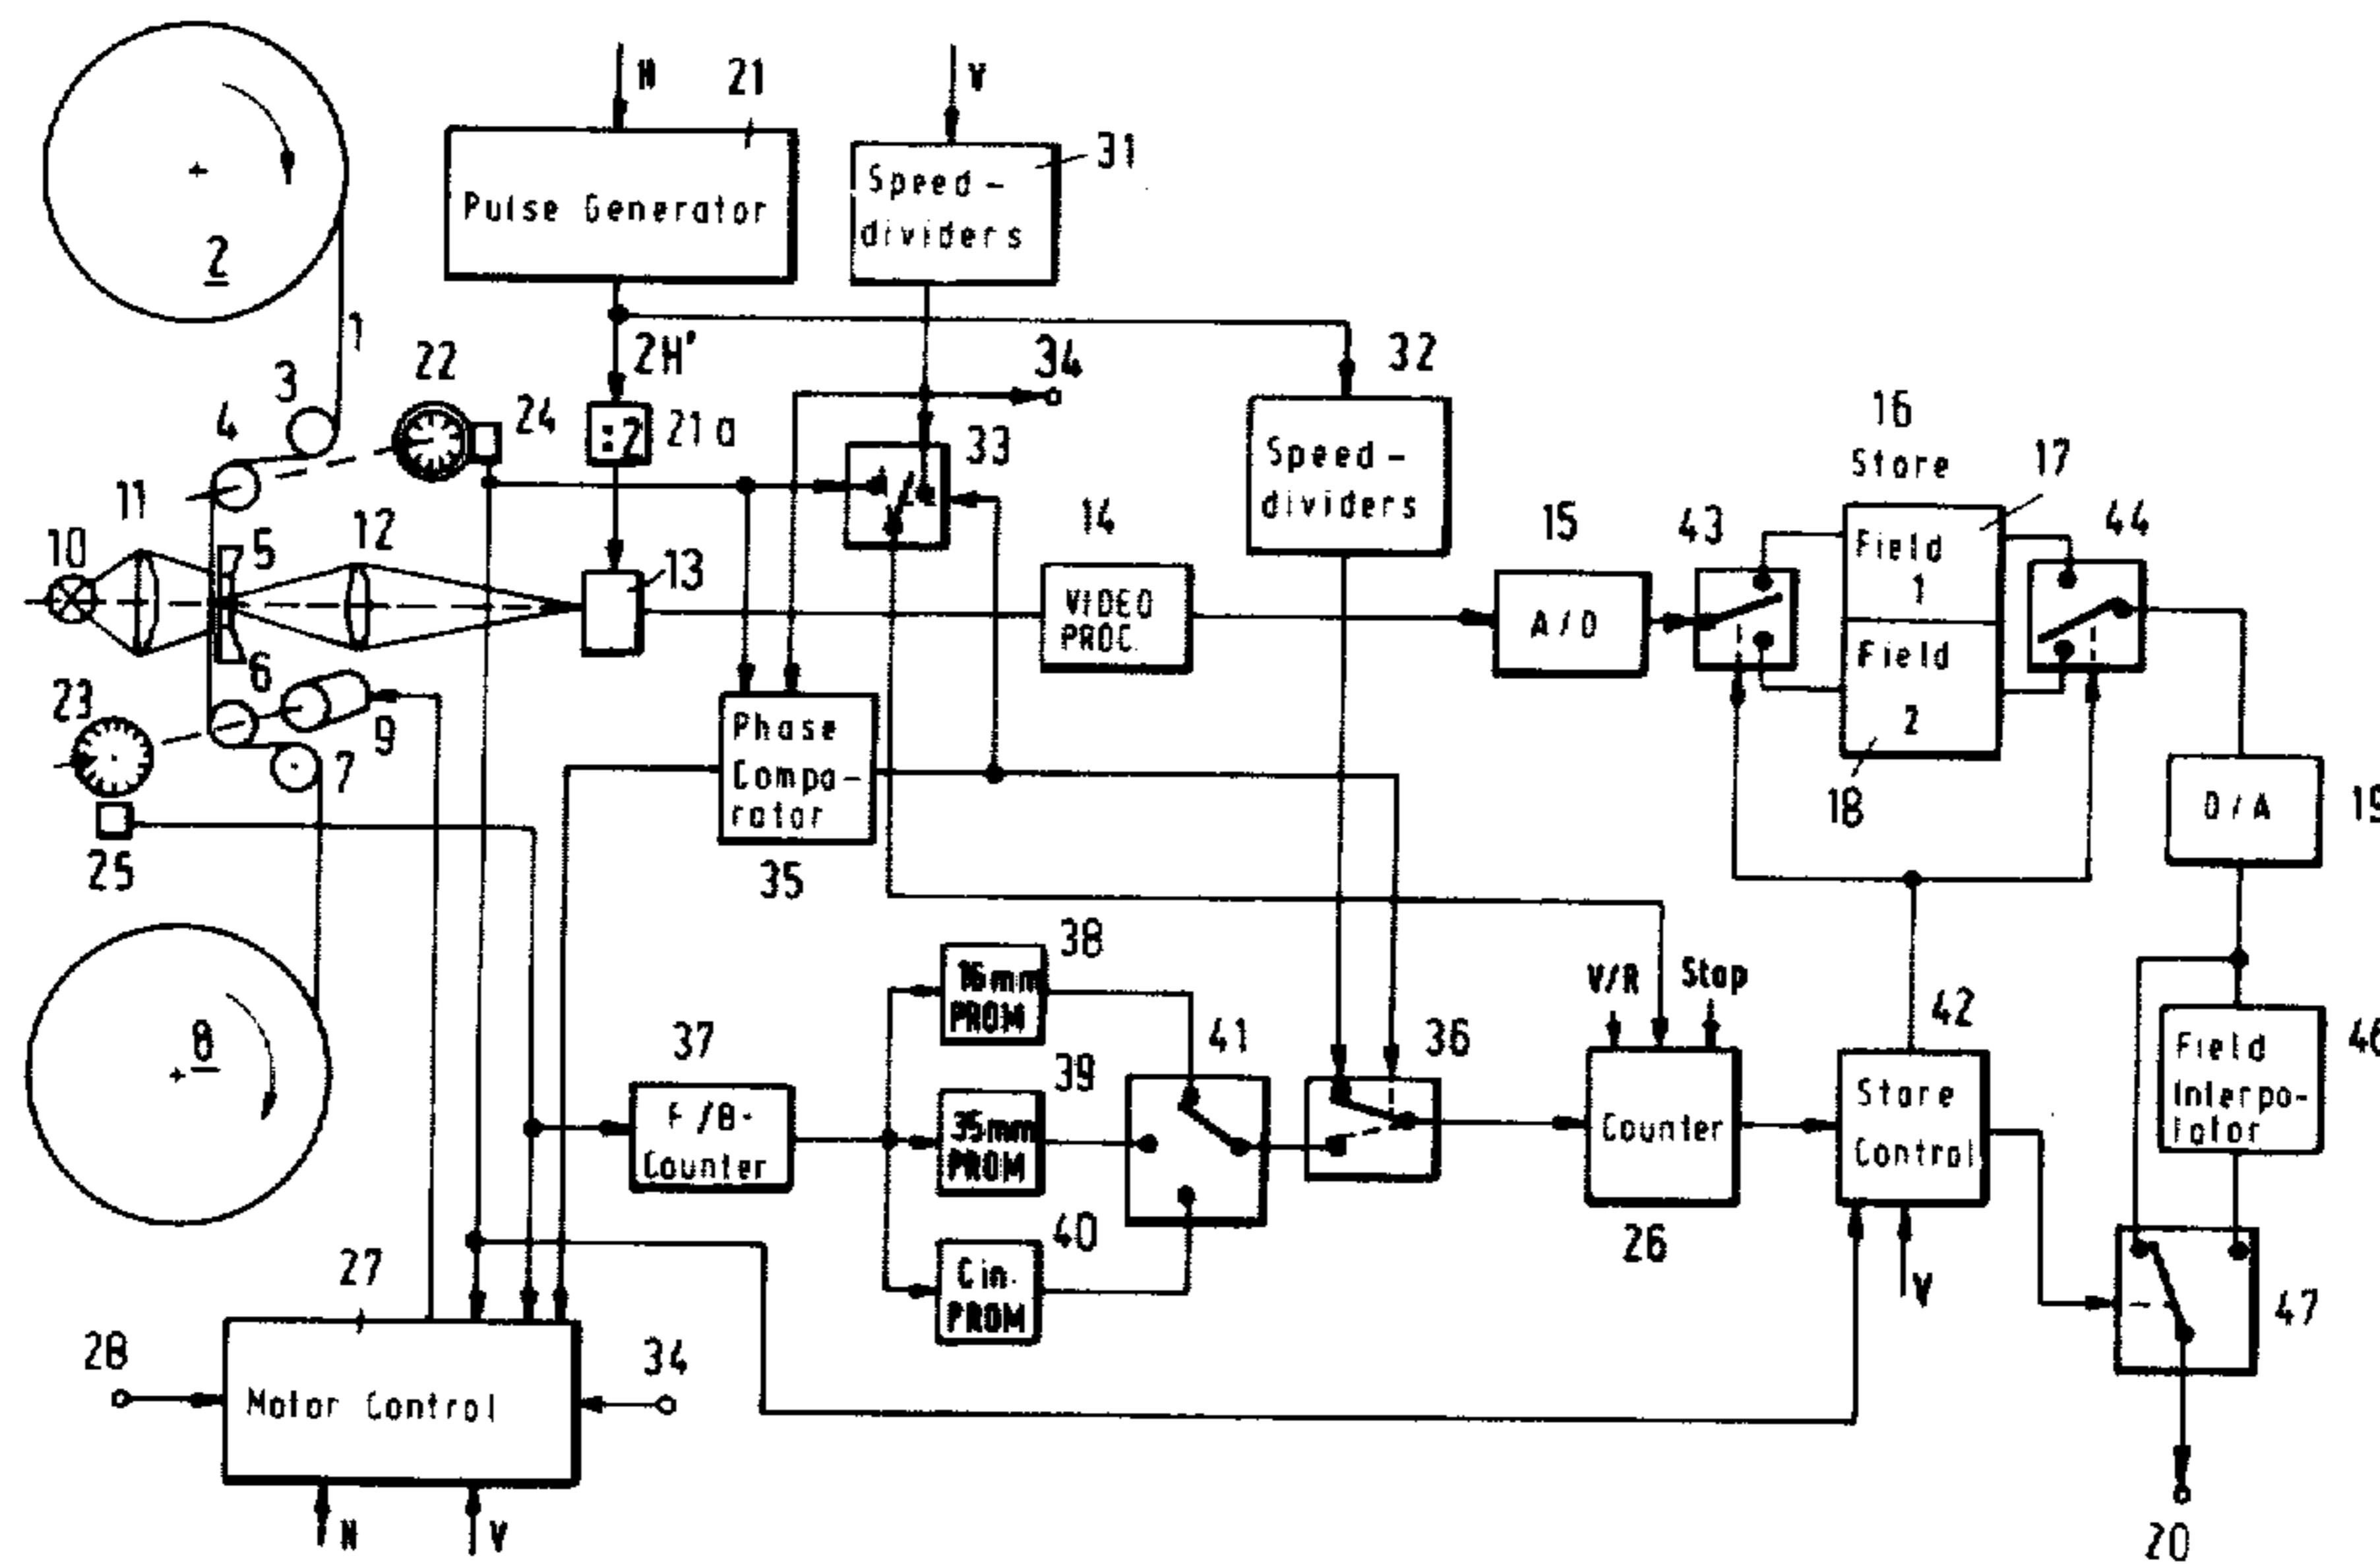 H
21
V
31
Speed-
dividers
Pulse Generator
2
1
2H'
34
32
3
22
4
24
:2
21a
33
16
Store
Speed-
dividers
11
12
14
15
43
17
44
10
5
13
Field
1
VIDEO
PROC.
A/D
6
Field
2
23
9
7
Phase
Compa-
rator
18
D/A
19
25
35
38
8
16mm
PROM
V/R
Stop
42
37
41
36
39
Field
Interpo-
lator
46
F/B-
Counter
35mm
PROM
Counter
Store
Control
40
26
27
Cin.
PROM
V
47
28
34
Motor Control
N
V
20